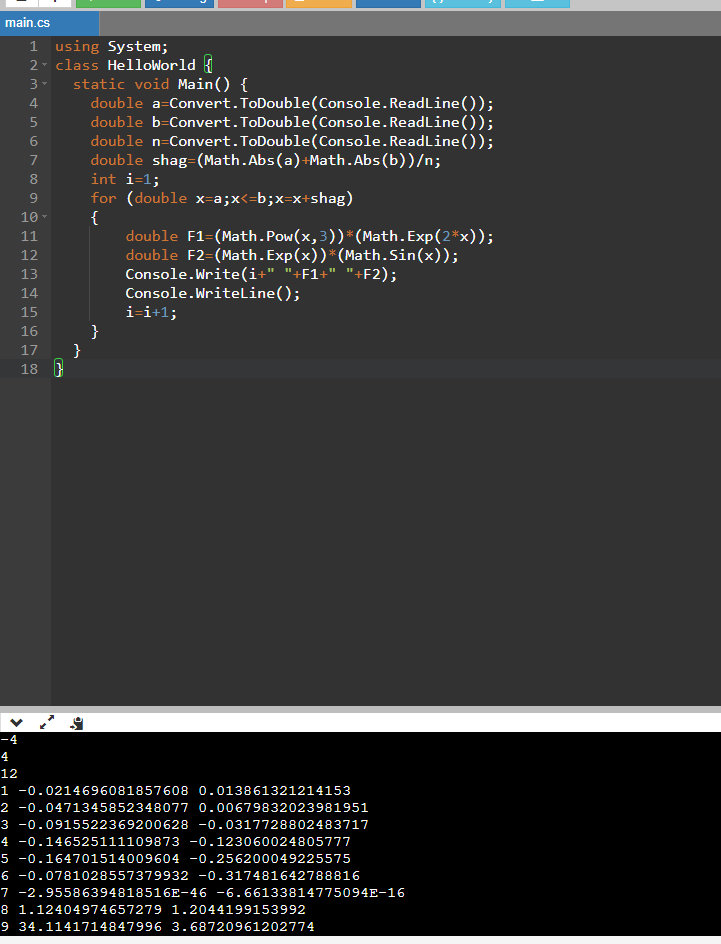 main.cs
1 using System;
2 class HelloWorld {
3 static void Main() {
4 double a=Convert.ToDouble(Console.ReadLine());
5 double b=Convert.ToDouble(Console.ReadLine());
6 double n=Convert.ToDouble(Console.ReadLine());
7 double shag=(Math.Abs(a)+Math.Abs(b))/n;
8 int i=1;
9 for (double x=a;x<=b;x=x+shag)
10 {
11 double F1=(Math.Pow(x,3))*(Math.Exp(2*x));
12 double F2=(Math.Exp(x))*(Math.Sin(x));
13 Console.Write(i+" "+F1+" "+F2);
14 Console.WriteLine();
15 i=i+1;
16 }
17 }
18 }
-4
4
12
1 -0.0214696081857608 0.013861321214153
2 -0.0471345852348077 0.00679832023981951
3 -0.0915522369200628 -0.0317728802483717
4 -0.146525111109873 -0.123060024805777
5 -0.164701514009604 -0.256200049225575
6 -0.0781028557379932 -0.317481642788816
7 -2.95586394818516E-46 -6.66133814775094E-16
8 1.12404974657279 1.2044199153992
9 34.1141714847996 3.68720961202774